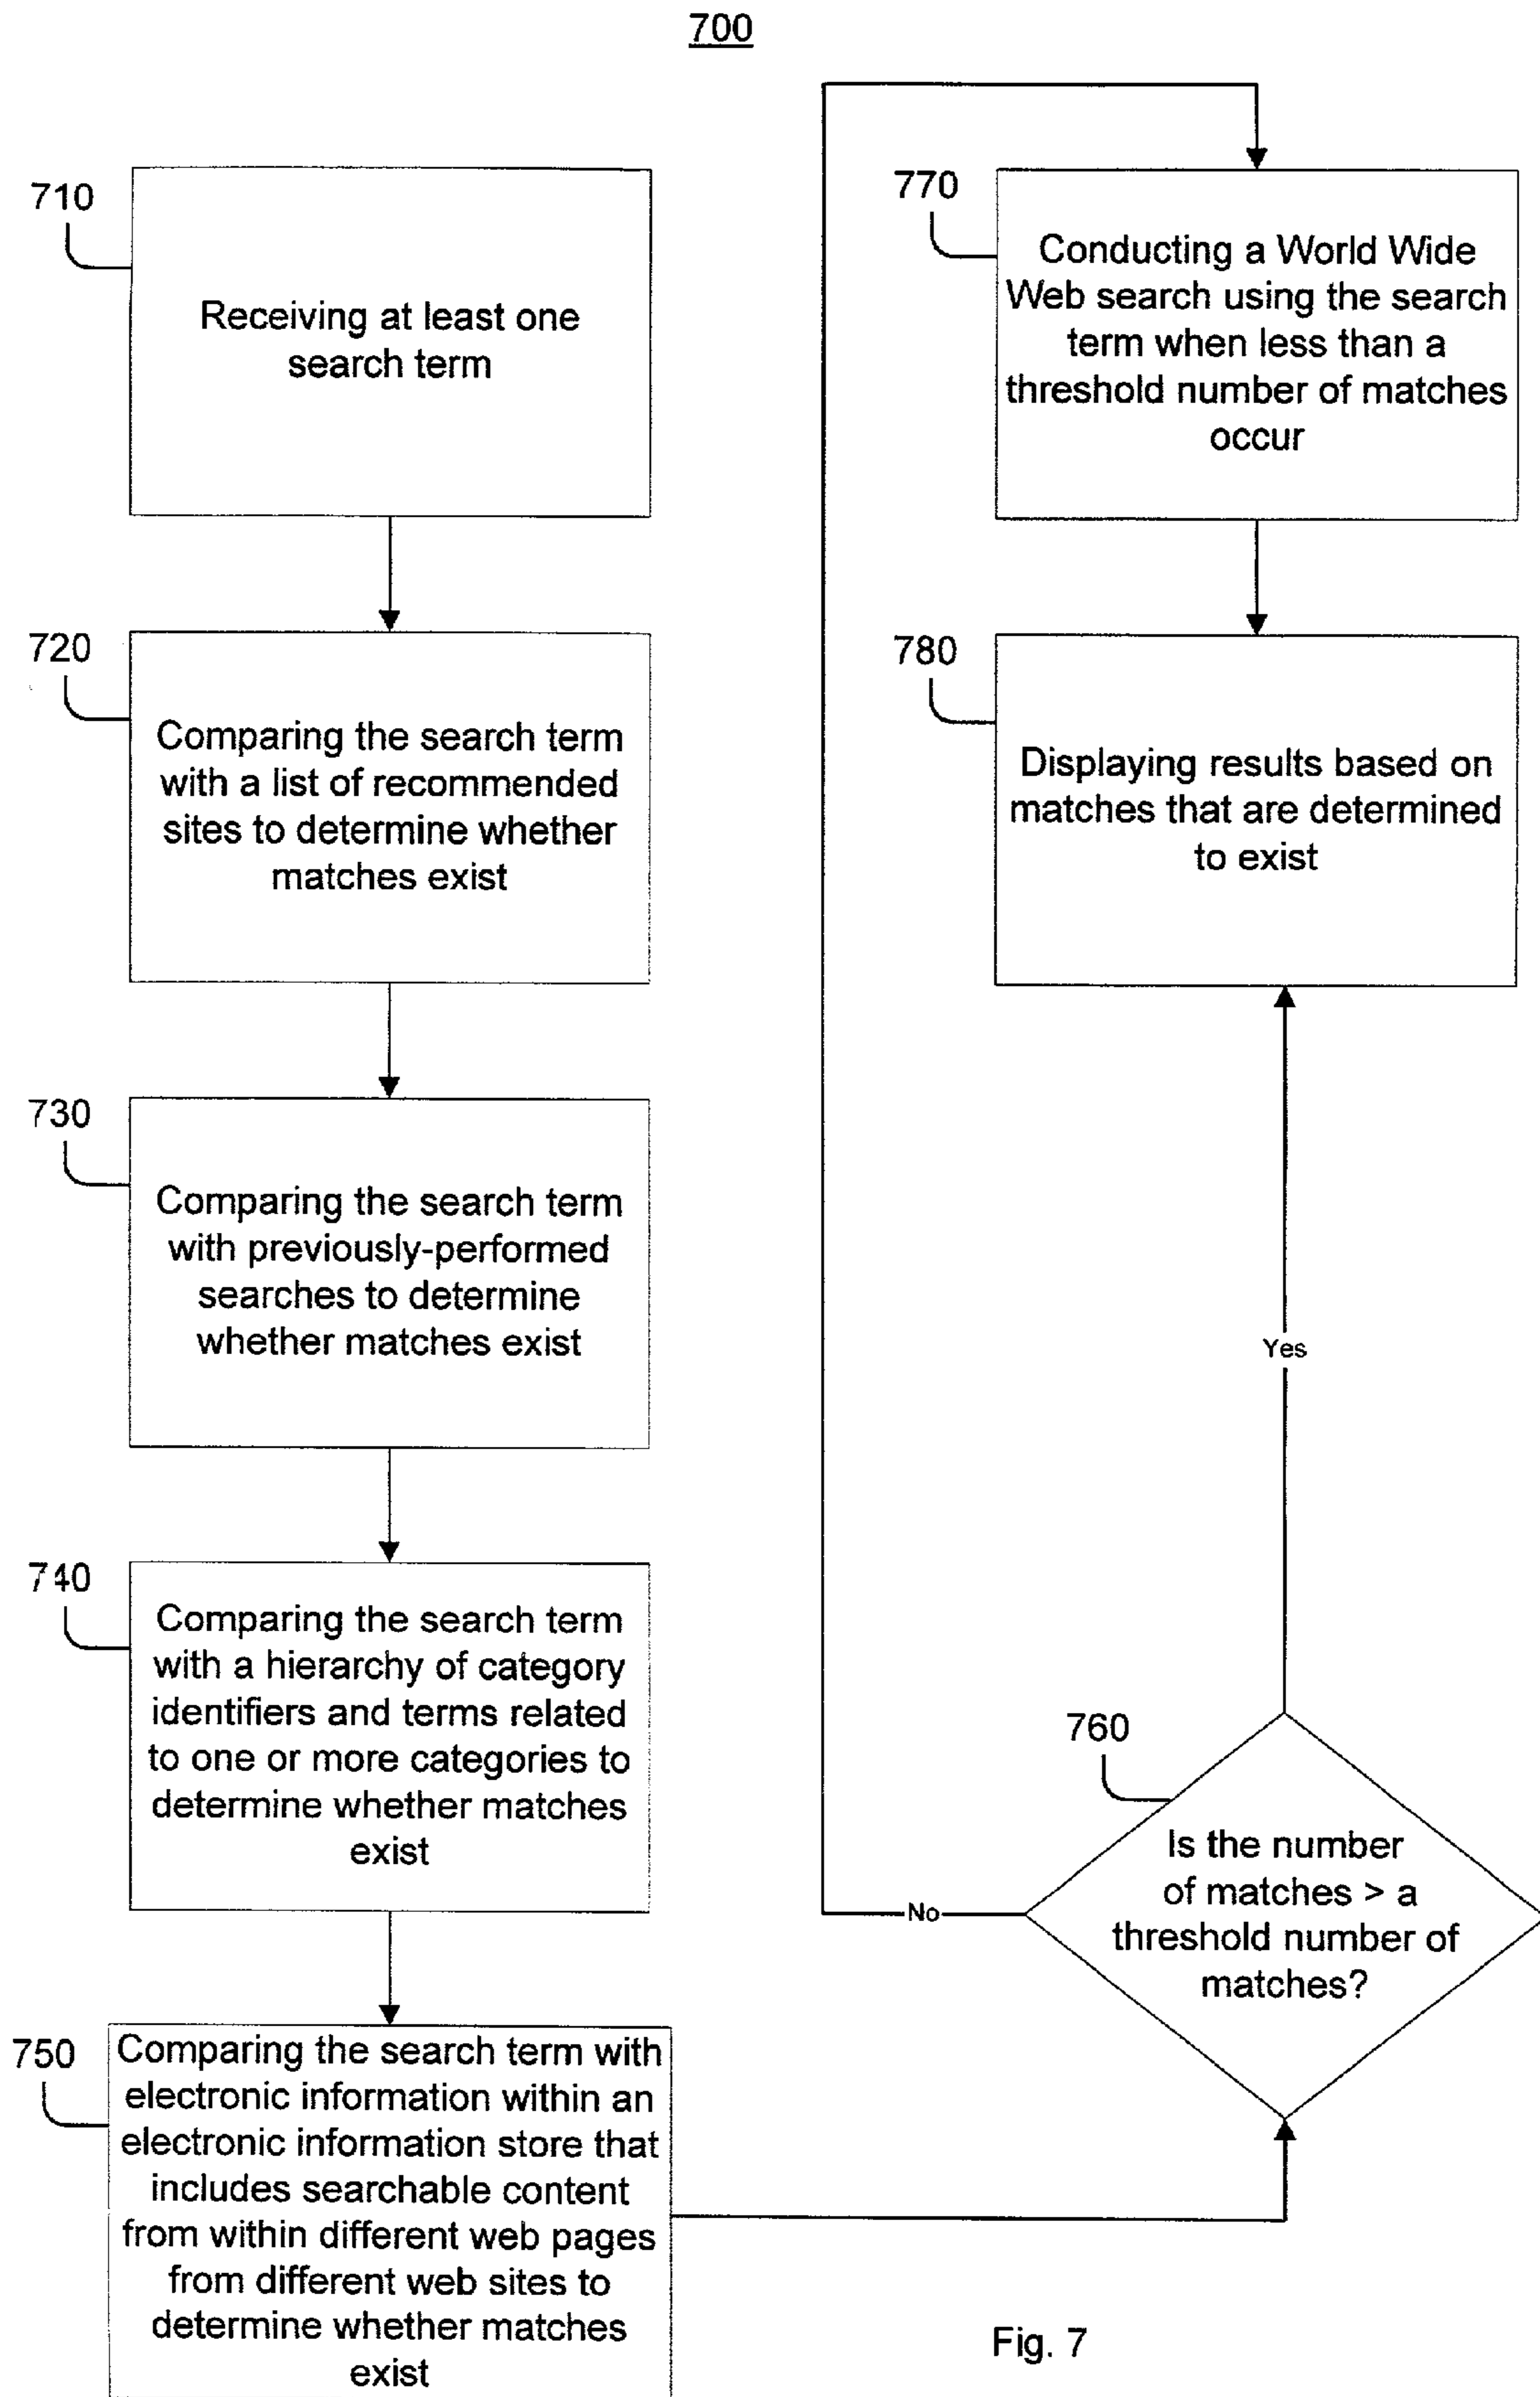 700
710
Receiving at least one
search term
720
Comparing the search term
with a list of recommended
sites to determine whether
matches exist
730
Comparing the search term
with previously-performed
searches to determine
whether matches exist
740
Comparing the search term
with a hierarchy of category
identifiers and terms related
to one or more categories to
determine whether matches
exist
750
Comparing the search term with
electronic information within an
electronic information store that
includes searchable content
from within different web pages
from different web sites to
determine whether matches
exist
760
Is the number
of matches > a
threshold number of
matches?
No
Yes
770
Conducting a World Wide
Web search using the search
term when less than a
threshold number of matches
occur
780
Displaying results based on
matches that are determined
to exist
Fig. 7